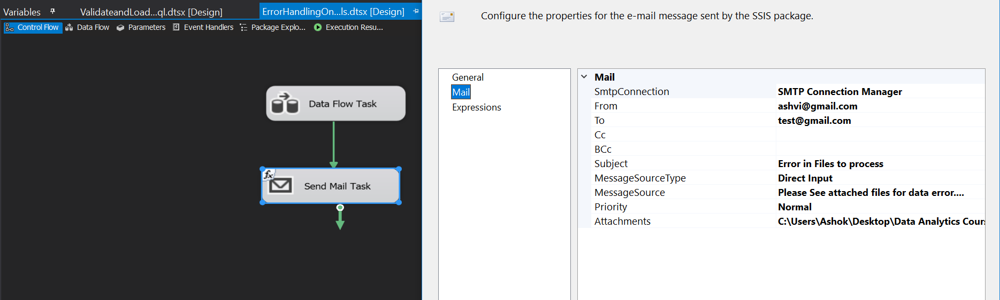 Variables
ValidateandLoad...ql.dtsx [Design]
ErrorHandlingOn...ls.dtsx [Design]
Control Flow
Data Flow
Parameters
Event Handlers
Package Explo...
Execution Resu...
Data Flow Task
fx
Send Mail Task
Configure the properties for the e-mail message sent by the SSIS package.
General
Mail
Expressions
Mail
SmtpConnection SMTP Connection Manager
From ashvi@gmail.com
To test@gmail.com
Cc
BCc
Subject Error in Files to process
MessageSourceType Direct Input
MessageSource Please See attached files for data error....
Priority Normal
Attachments C:\Users\Ashok\Desktop\Data Analytics Cour